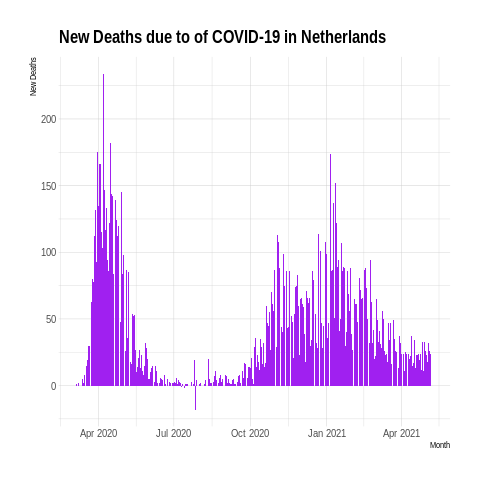 New Deaths due to of COVID-19 in Netherlands
New Deaths
200
150
100
50
0
Apr 2020 Jul 2020 Oct 2020 Jan 2021 Apr 2021
Month